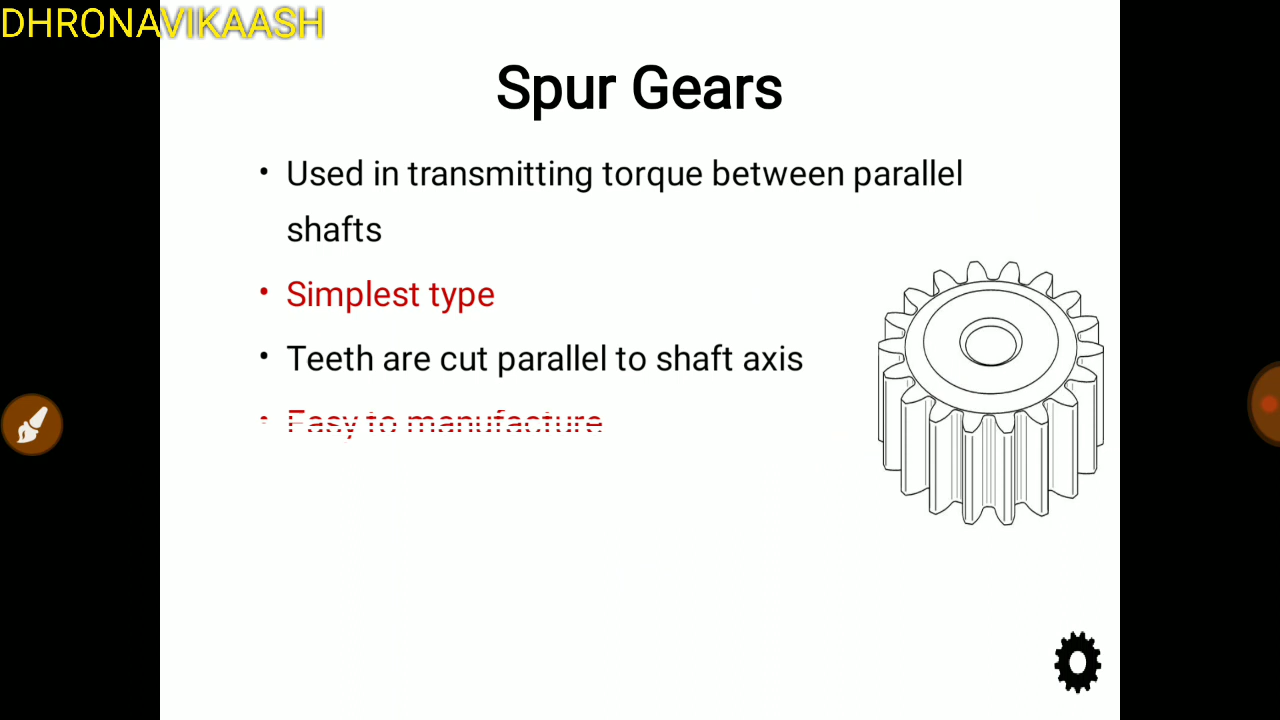 DHRONAVIKAASH
Spur Gears
• Used in transmitting torque between parallel
shafts
• Simplest type
• Teeth are cut parallel to shaft axis
• Easy to manufacture